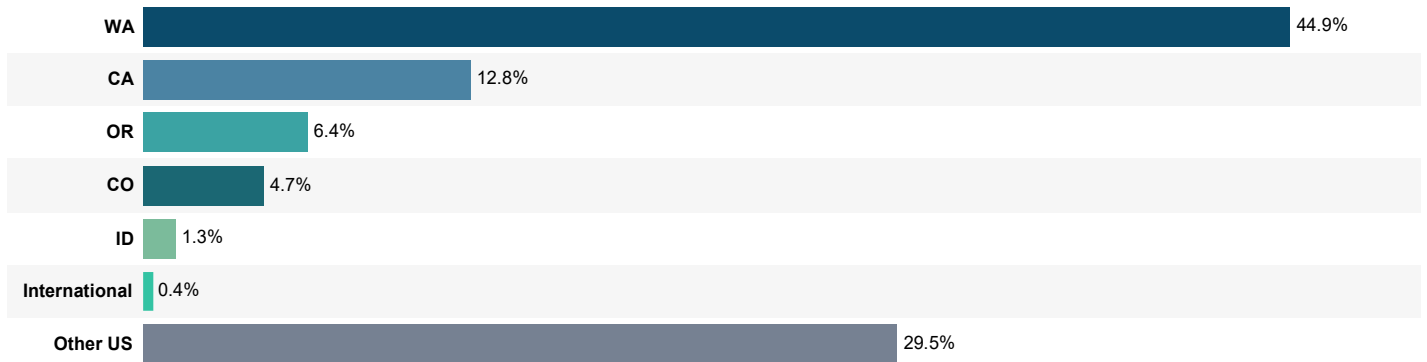 WA 44.9%
CA 12.8%
OR 6.4%
CO 4.7%
ID 1.3%
International 0.4%
Other US 29.5%